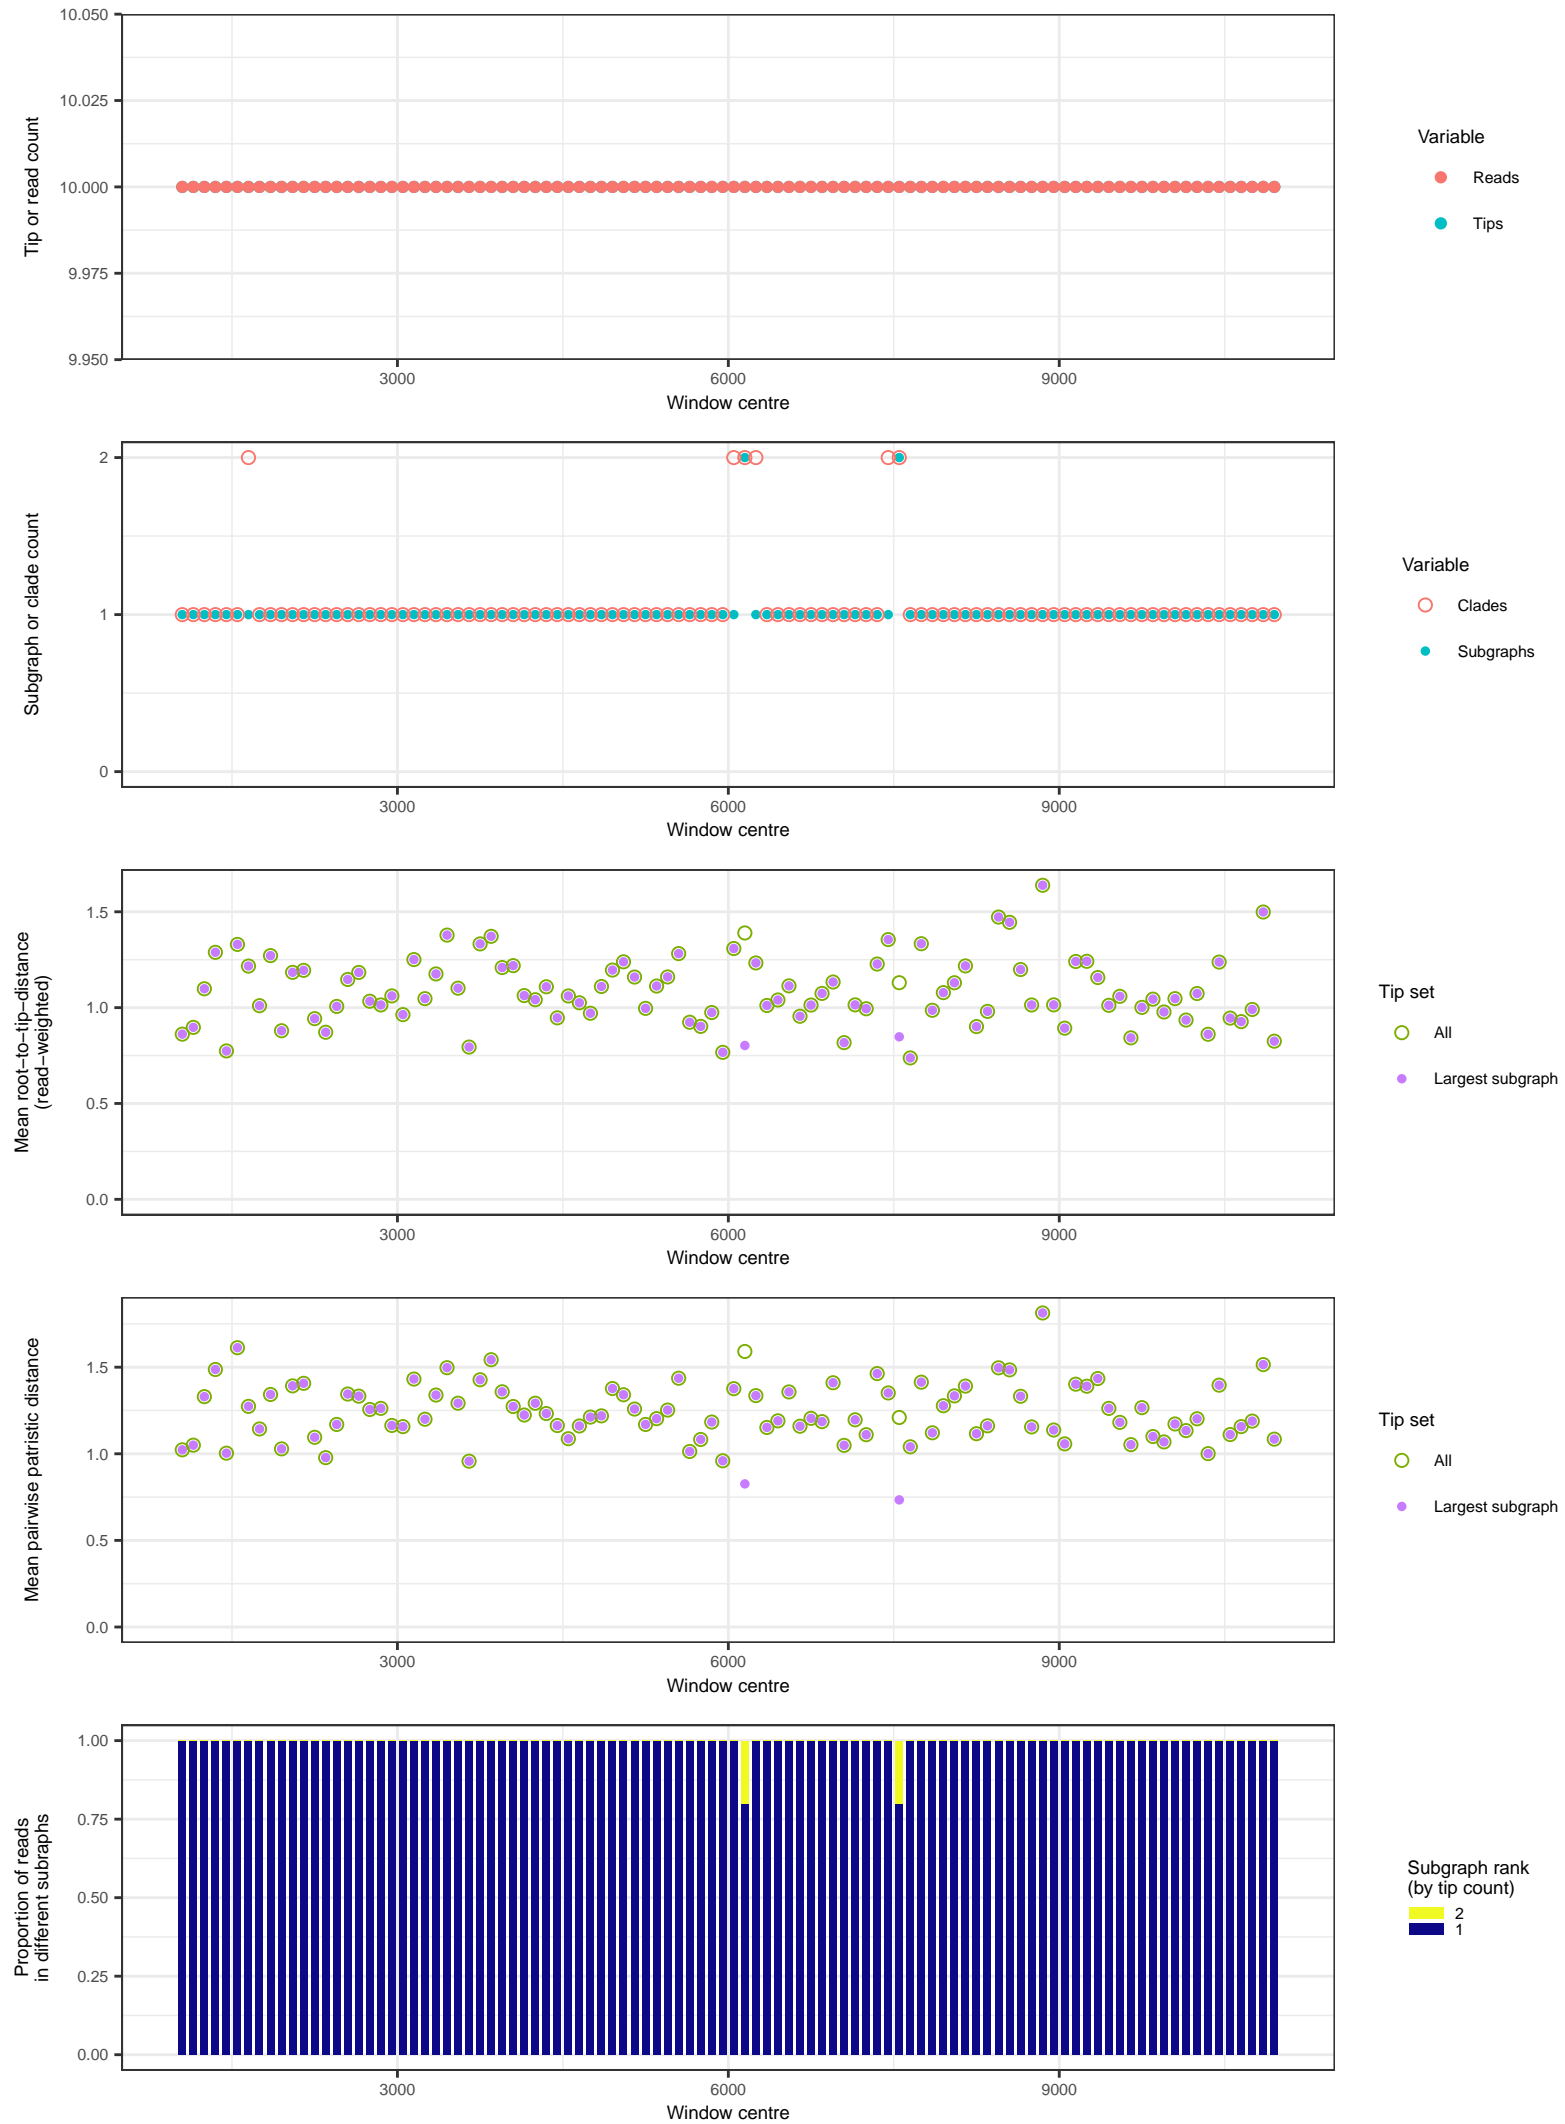 10.050
10.025
10.000
9.975
9.950
Tip or read count
3000
6000
9000
Window centre
Variable
Reads
Tips
2
1
0
Subgraph or clade count
3000
6000
9000
Window centre
Variable
Clades
Subgraphs
1.5
1.0
0.5
0.0
Mean root−to−tip−distance
(read−weighted)
3000
6000
9000
Window centre
Tip set
All
Largest subgraph
1.5
1.0
0.5
0.0
Mean pairwise patristic distance
3000
6000
9000
Window centre
Tip set
All
Largest subgraph
1.00
0.75
0.50
0.25
0.00
Proportion of reads
in different subraphs
3000
6000
9000
Window centre
Subgraph rank
(by tip count)
2
1